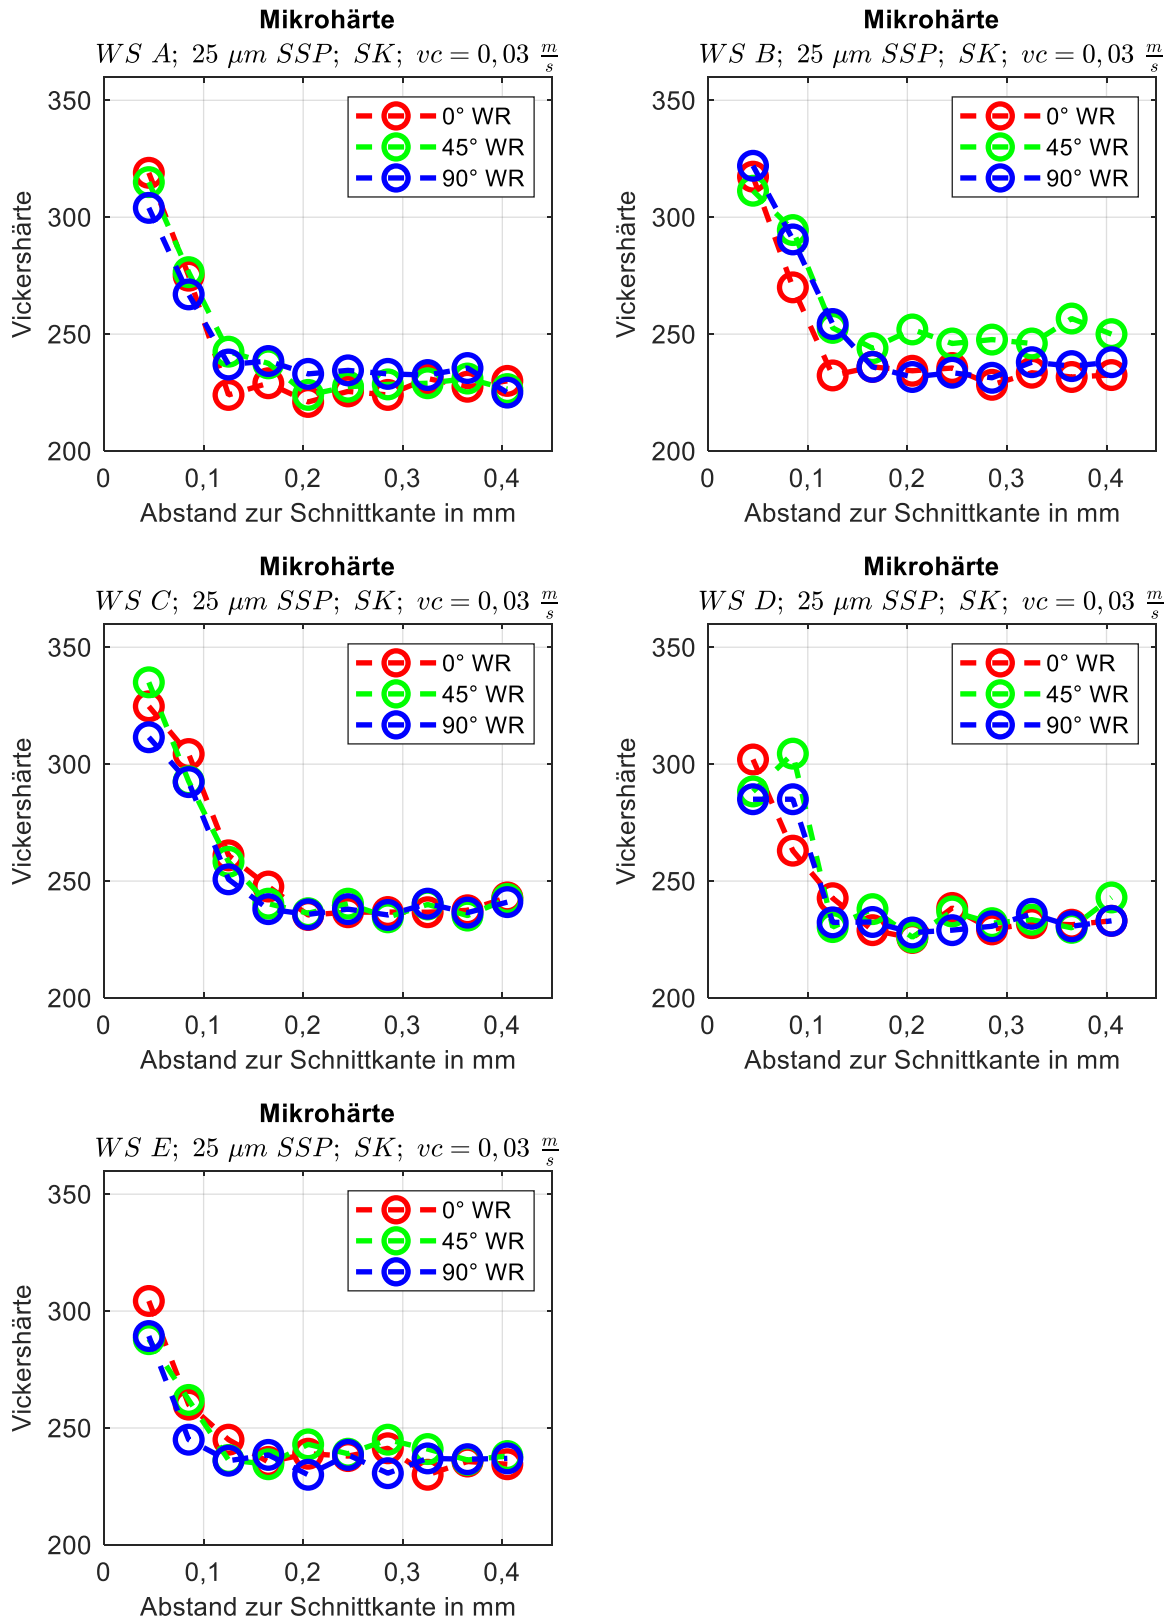 Mikrohärte
WS A; 25 μm SSP; SK; vc = 0,03 m/s
350
300
250
200
0 0,1 0,2 0,3 0,4
Vickershärte
Abstand zur Schnittkante in mm
0° WR
45° WR
90° WR
Mikrohärte
WS B; 25 μm SSP; SK; vc = 0,03 m/s
350
300
250
200
0 0,1 0,2 0,3 0,4
Vickershärte
Abstand zur Schnittkante in mm
0° WR
45° WR
90° WR
Mikrohärte
WS C; 25 μm SSP; SK; vc = 0,03 m/s
350
300
250
200
0 0,1 0,2 0,3 0,4
Vickershärte
Abstand zur Schnittkante in mm
0° WR
45° WR
90° WR
Mikrohärte
WS D; 25 μm SSP; SK; vc = 0,03 m/s
350
300
250
200
0 0,1 0,2 0,3 0,4
Vickershärte
Abstand zur Schnittkante in mm
0° WR
45° WR
90° WR
Mikrohärte
WS E; 25 μm SSP; SK; vc = 0,03 m/s
350
300
250
200
0 0,1 0,2 0,3 0,4
Vickershärte
Abstand zur Schnittkante in mm
0° WR
45° WR
90° WR